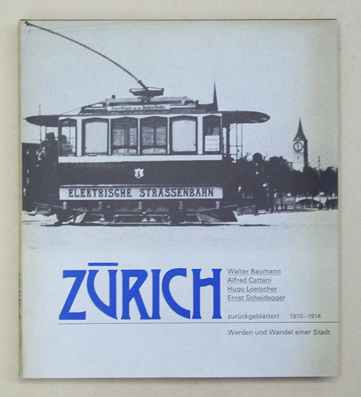 ELEKTRISCHE STRASSENBAHN
ZÜRICH
Walter Baumann
Alfred Cattani
Hugo Loetscher
Ernst Scheidegger
zurückgeblättert 1870–1914
Werden und Wandel einer Stadt